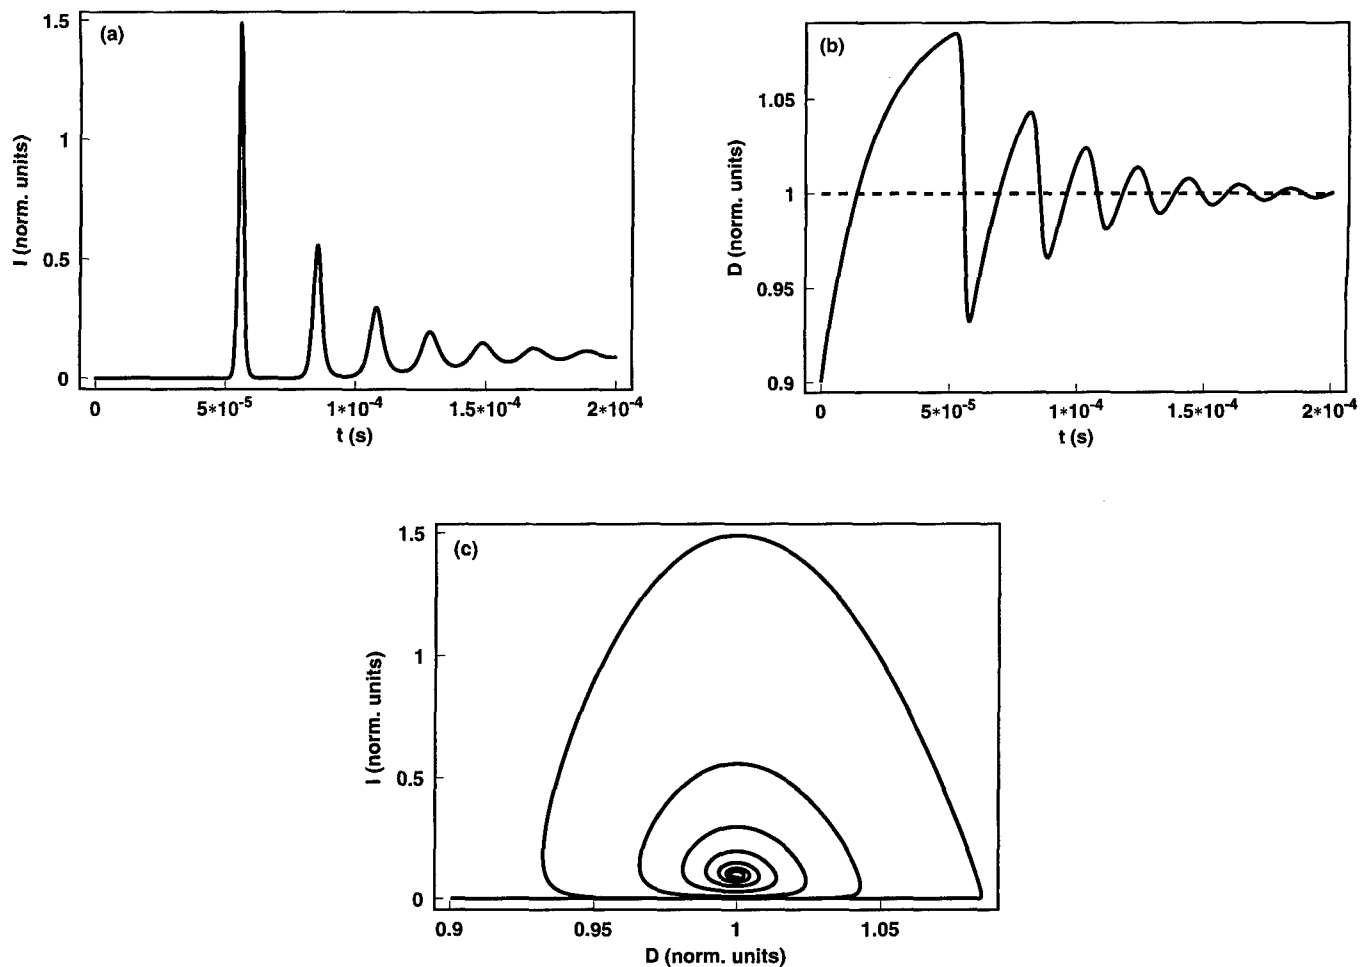 (a)
I (norm. units)
1.5
1
0.5
0
0 5*10⁻⁵ 1*10⁻⁴ 1.5*10⁻⁴ 2*10⁻⁴
t (s)
(b)
D (norm. units)
1.05
1
0.95
0.9
0 5*10⁻⁵ 1*10⁻⁴ 1.5*10⁻⁴ 2*10⁻⁴
t (s)
(c)
I (norm. units)
1.5
1
0.5
0
0.9 0.95 1 1.05
D (norm. units)